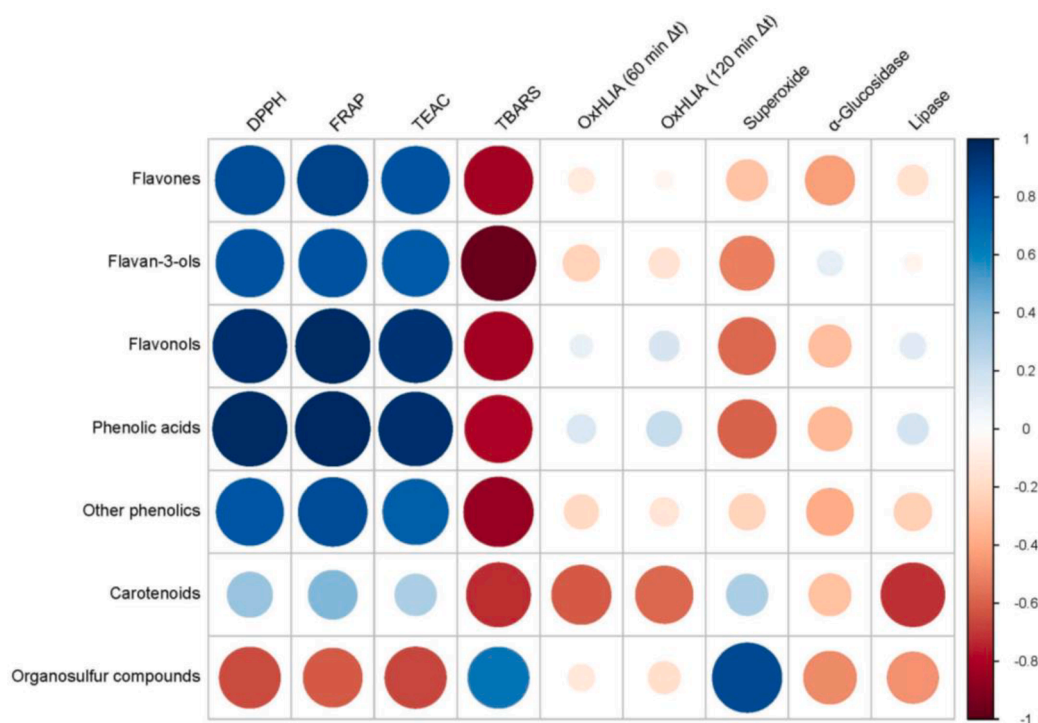 DPPH
FRAP
TEAC
TBARS
OxHLIA (60 min Δt)
OxHLIA (120 min Δt)
Superoxide
α-Glucosidase
Lipase
Flavones
Flavan-3-ols
Flavonols
Phenolic acids
Other phenolics
Carotenoids
Organosulfur compounds
1
0.8
0.6
0.4
0.2
0
-0.2
-0.4
-0.6
-0.8
-1